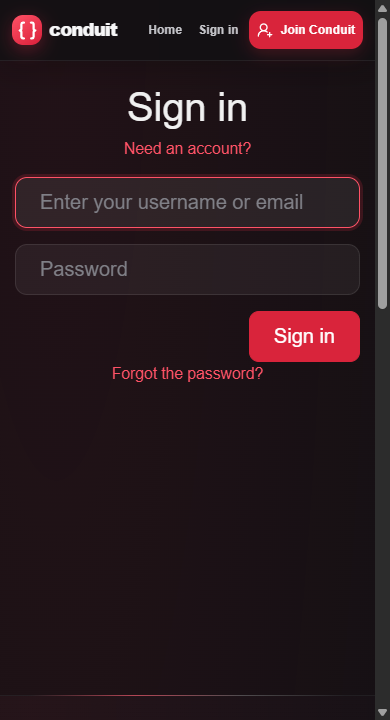 { } conduit Home Sign in Join Conduit
Sign in
Need an account?
Enter your username or email
Password
Sign in
Forgot the password?